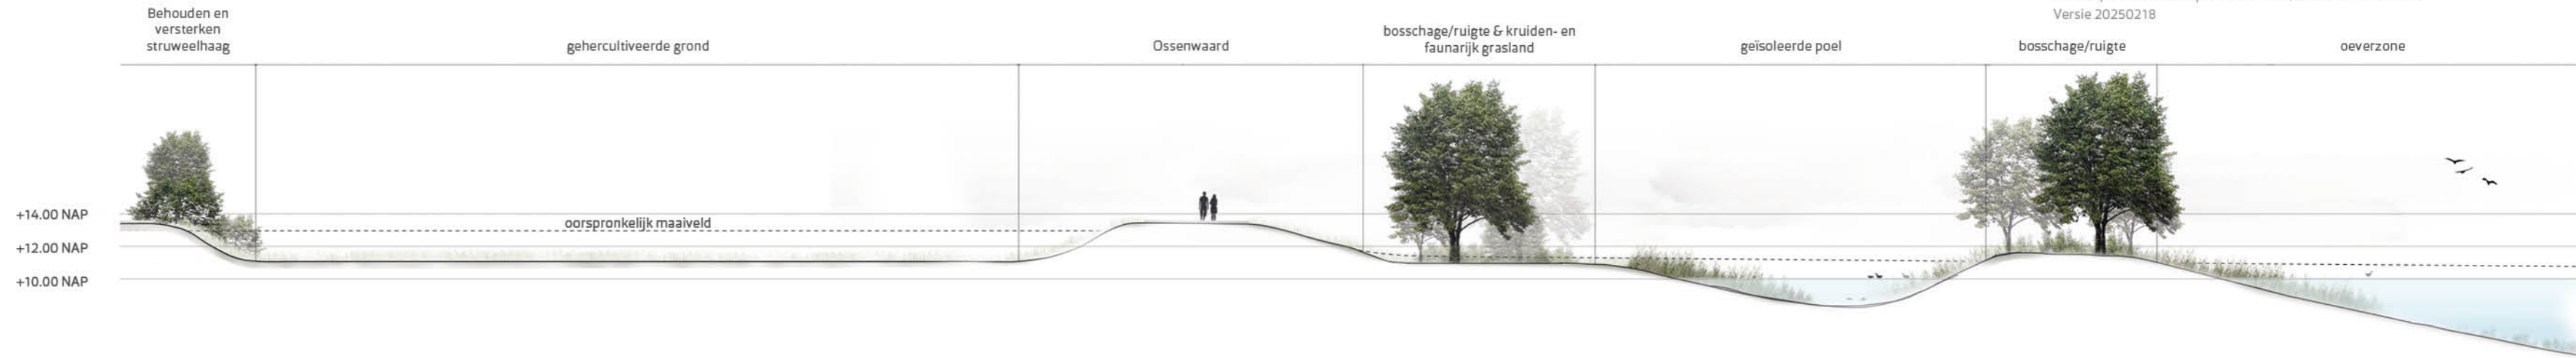 Versie 20250218
Behouden en
versterken
struweelhaag
gehercultiveerde grond
Ossenwaard
bosschage/ruigte & kruiden- en
faunarijk grasland
geïsoleerde poel
bosschage/ruigte
oeverzone
+14.00 NAP
oorspronkelijk maaiveld
+12.00 NAP
+10.00 NAP